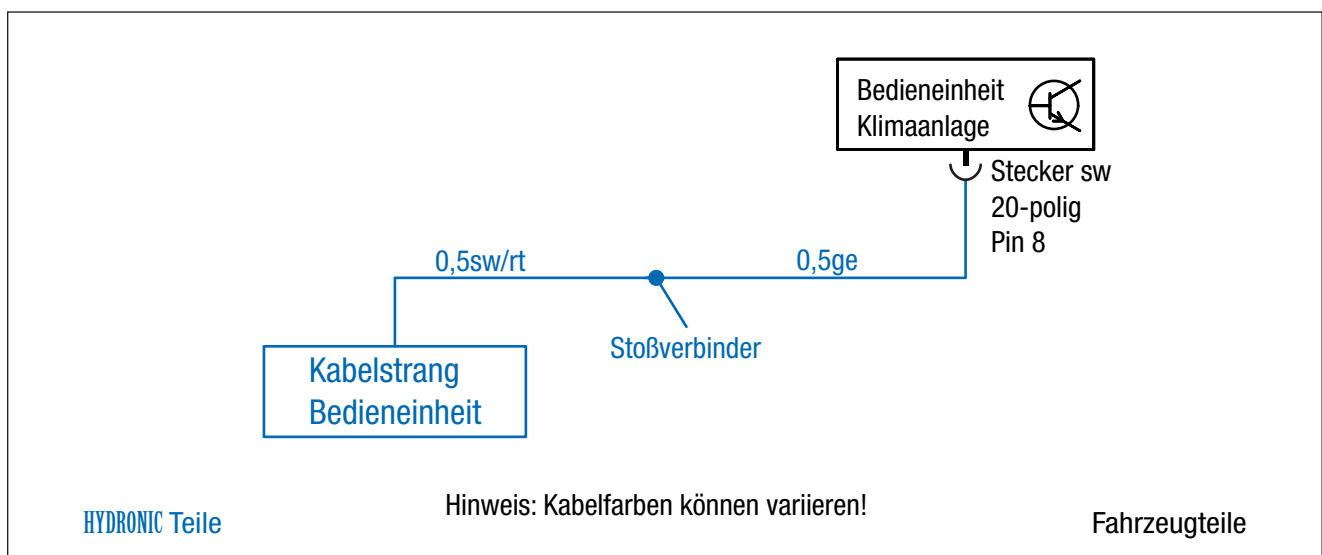 Bedieneinheit
Klimaanlage
Stecker sw
20-polig
Pin 8
0,5sw/rt
0,5ge
Stoßverbinder
Kabelstrang
Bedieneinheit
Hinweis: Kabelfarben können variieren!
HYDRONIC Teile
Fahrzeugteile